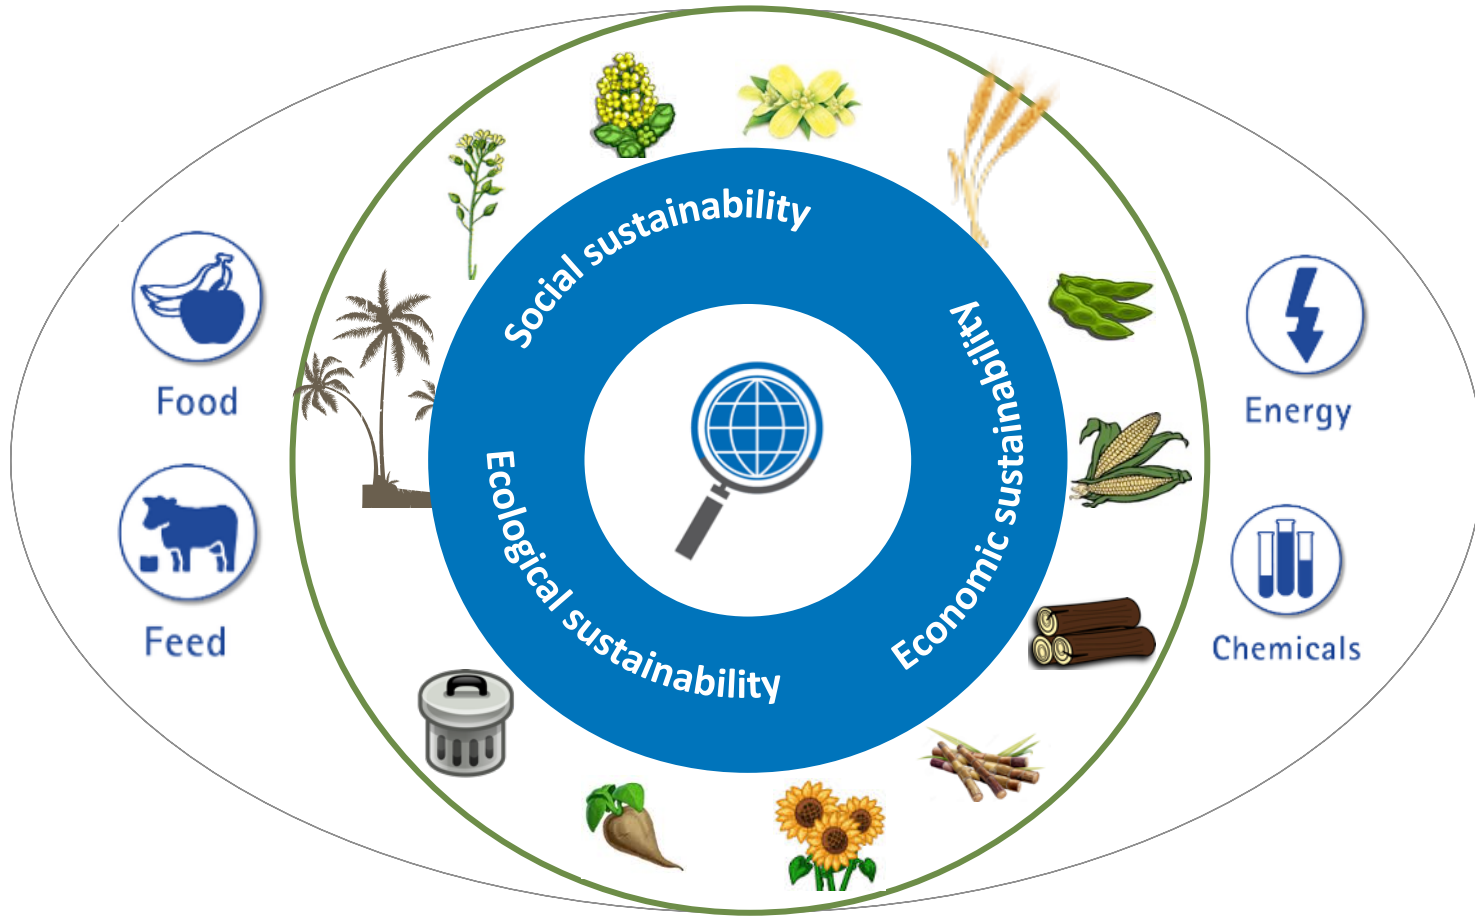 Social sustainability
Economic sustainability
Ecological sustainability
Food
Feed
Energy
Chemicals